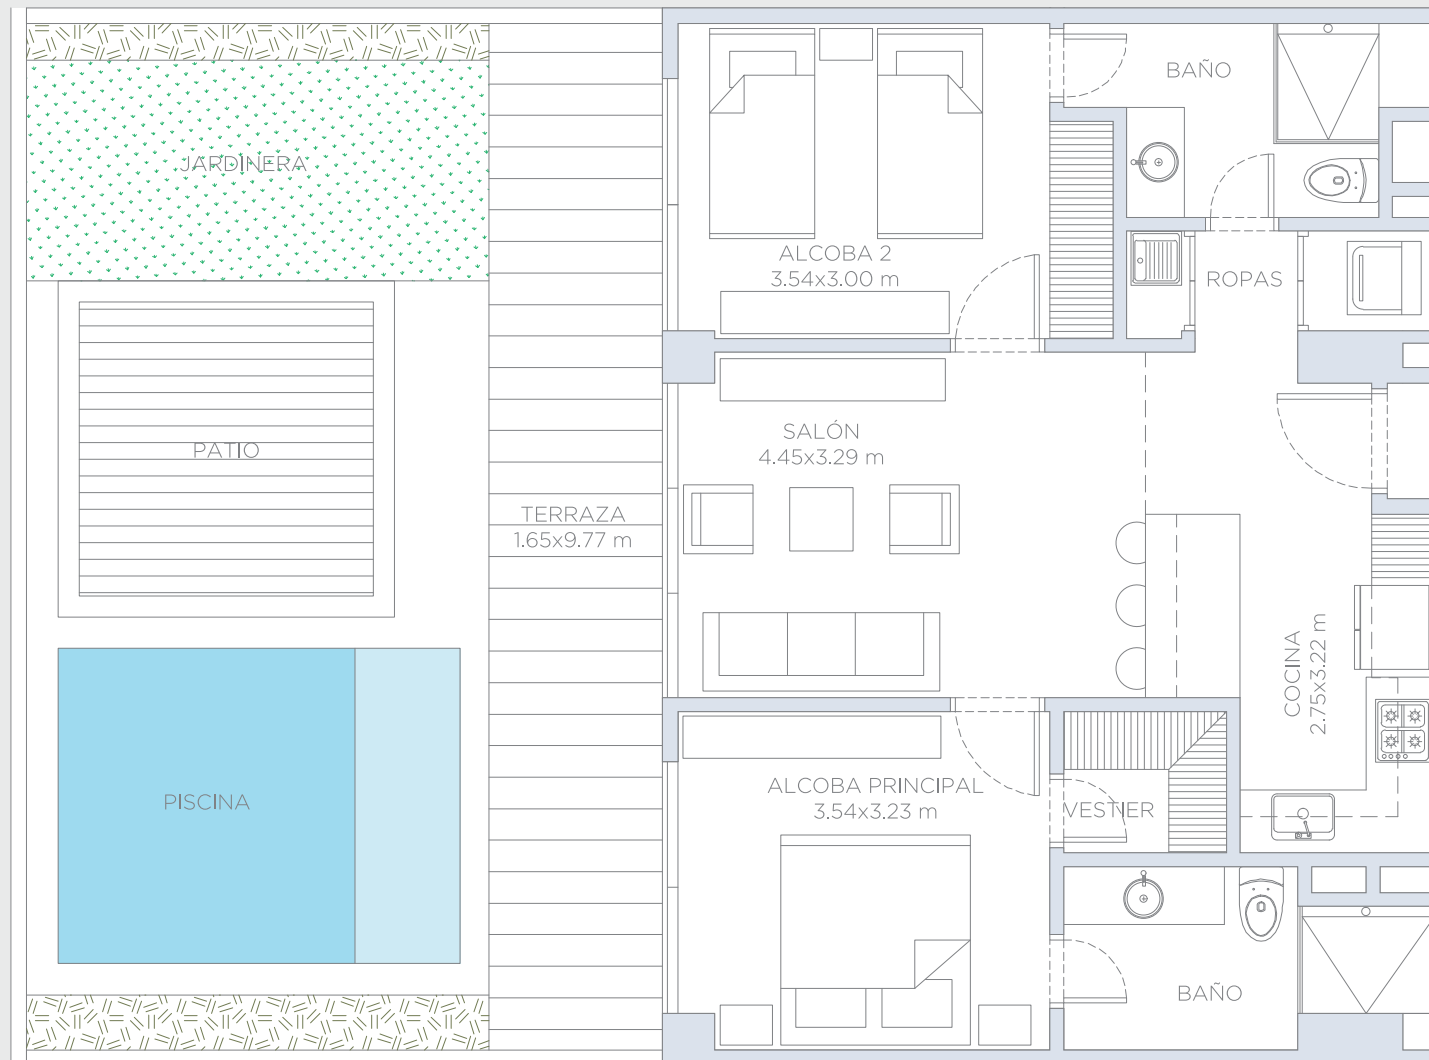 BAÑO
JARDINERA
ALCOBA 2
3.54x3.00 m
ROPAS
SALÓN
4.45x3.29 m
PATIO
TERRAZA
1.65x9.77 m
COCINA
2.75x3.22 m
ALCOBA PRINCIPAL
3.54x3.23 m
VESTIER
PISCINA
BAÑO